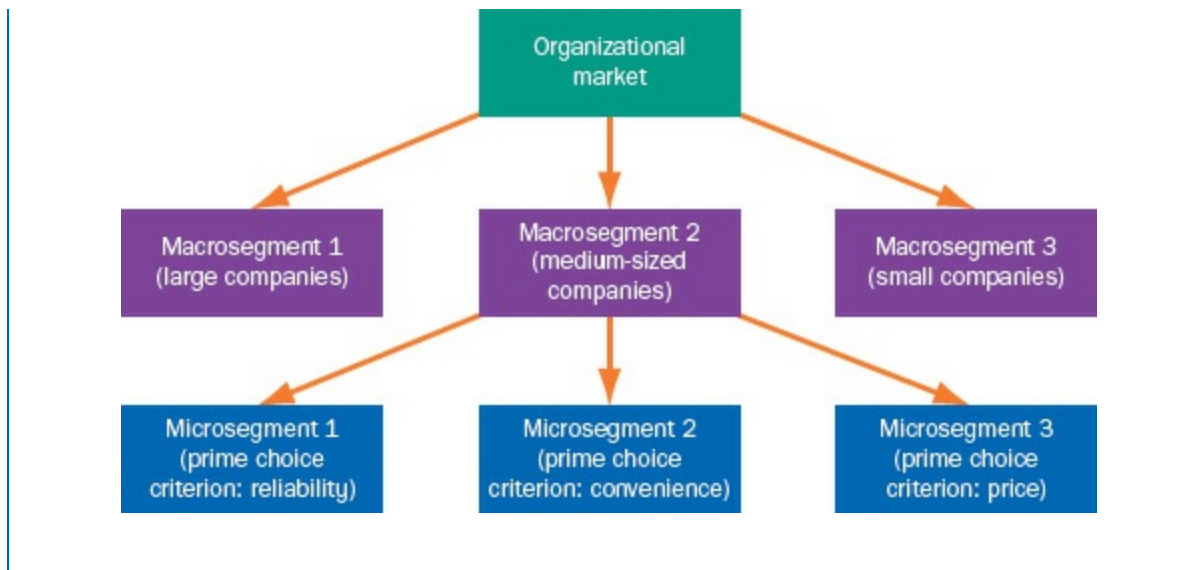 Organizational
market
Macrosegment 1
(large companies)
Macrosegment 2
(medium-sized
companies)
Macrosegment 3
(small companies)
Microsegment 1
(prime choice
criterion: reliability)
Microsegment 2
(prime choice
criterion: convenience)
Microsegment 3
(prime choice
criterion: price)